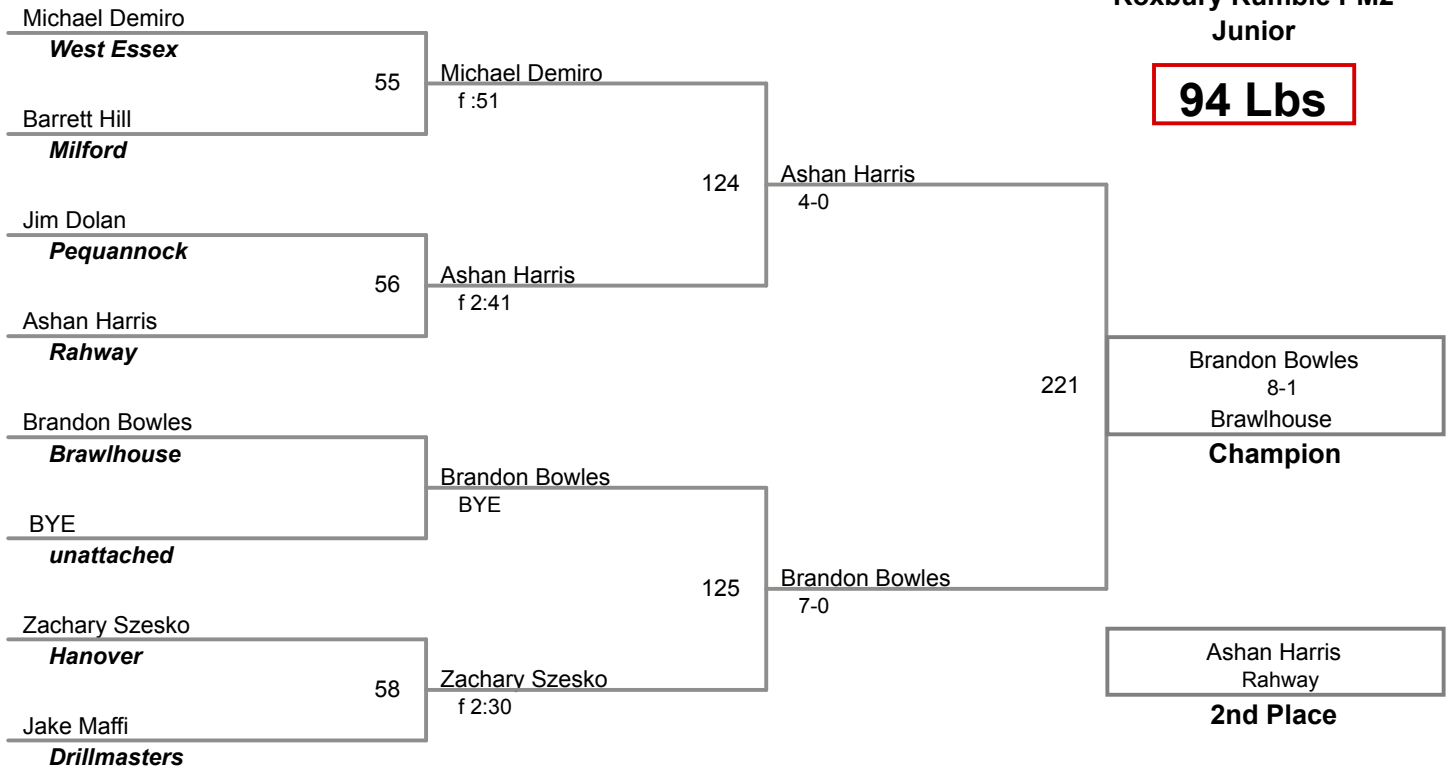 Roxbury Rumble PM2
Junior
94 Lbs
Michael Demiro
West Essex
55
Michael Demiro
f :51
Barrett Hill
Milford
124
Ashan Harris
4-0
Jim Dolan
Pequannock
56
Ashan Harris
f 2:41
Ashan Harris
Rahway
221
Brandon Bowles
8-1
Brawlhouse
Champion
Brandon Bowles
Brawlhouse
Brandon Bowles
BYE
BYE
unattached
125
Brandon Bowles
7-0
Zachary Szesko
Hanover
58
Zachary Szesko
f 2:30
Jake Maffi
Drillmasters
Ashan Harris
Rahway
2nd Place